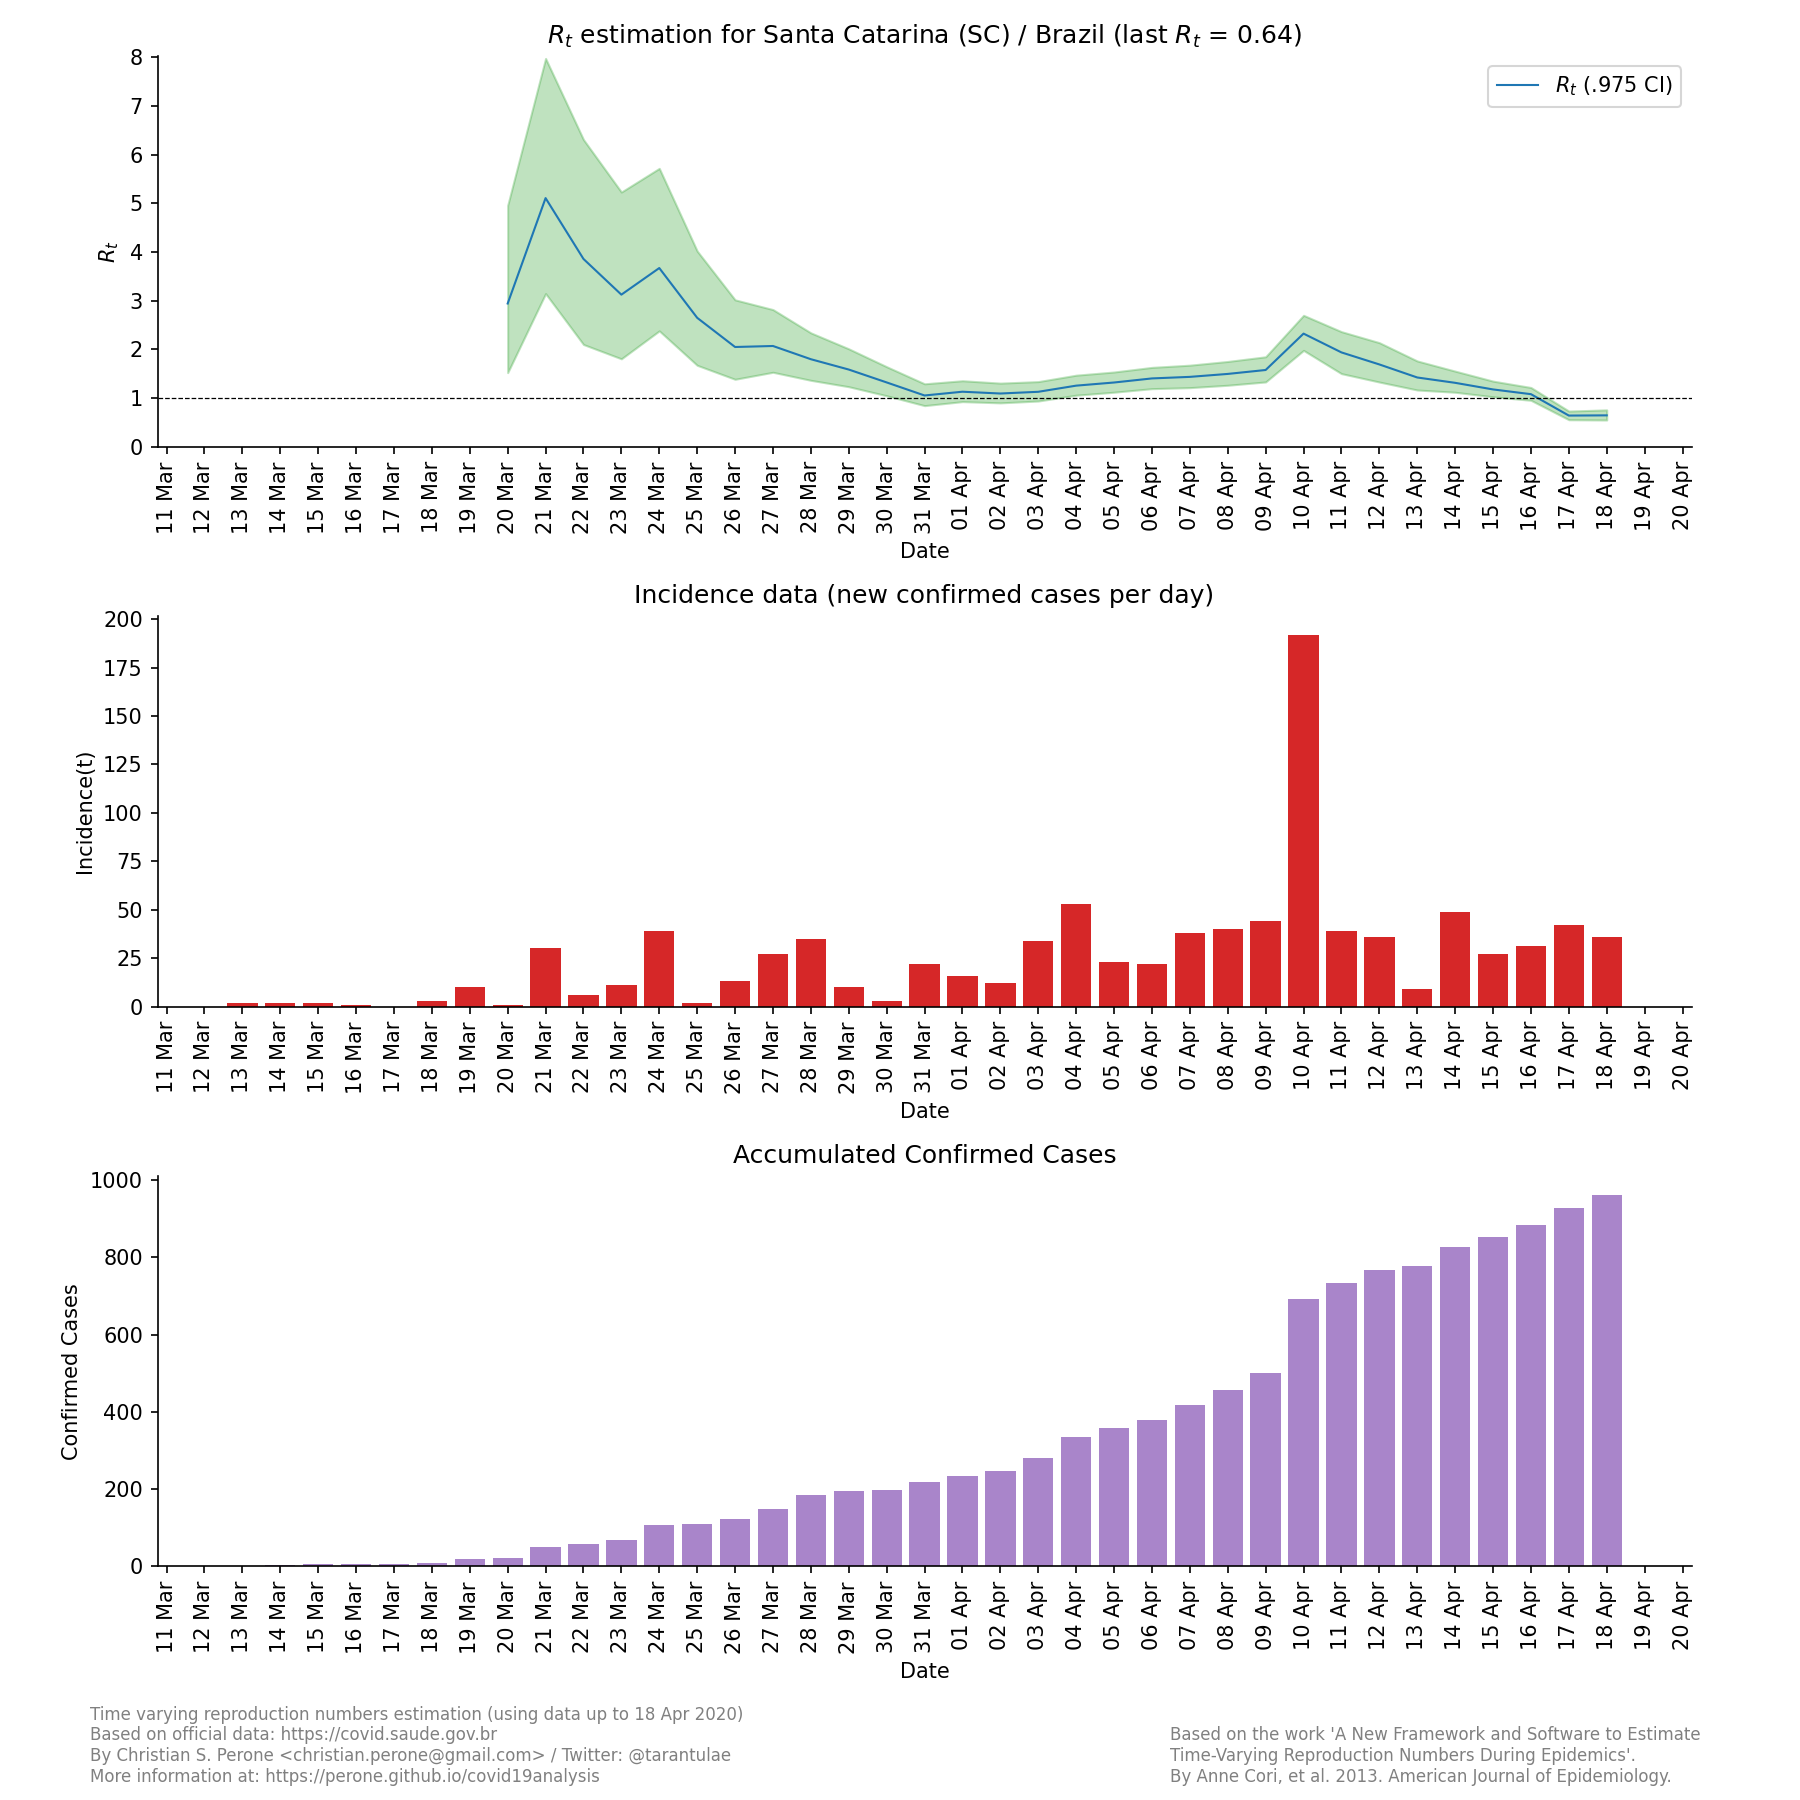 Rt estimation for Santa Catarina (SC) / Brazil (last Rt = 0.64)
8
7
6
5
4
3
2
1
0
Rt
Rt (.975 CI)
11 Mar 12 Mar 13 Mar 14 Mar 15 Mar 16 Mar 17 Mar 18 Mar 19 Mar 20 Mar 21 Mar 22 Mar 23 Mar 24 Mar 25 Mar 26 Mar 27 Mar 28 Mar 29 Mar 30 Mar 31 Mar 01 Apr 02 Apr 03 Apr 04 Apr 05 Apr 06 Apr 07 Apr 08 Apr 09 Apr 10 Apr 11 Apr 12 Apr 13 Apr 14 Apr 15 Apr 16 Apr 17 Apr 18 Apr 19 Apr 20 Apr
Date
Incidence data (new confirmed cases per day)
200
175
150
125
100
75
50
25
0
Incidence(t)
11 Mar 12 Mar 13 Mar 14 Mar 15 Mar 16 Mar 17 Mar 18 Mar 19 Mar 20 Mar 21 Mar 22 Mar 23 Mar 24 Mar 25 Mar 26 Mar 27 Mar 28 Mar 29 Mar 30 Mar 31 Mar 01 Apr 02 Apr 03 Apr 04 Apr 05 Apr 06 Apr 07 Apr 08 Apr 09 Apr 10 Apr 11 Apr 12 Apr 13 Apr 14 Apr 15 Apr 16 Apr 17 Apr 18 Apr 19 Apr 20 Apr
Date
Accumulated Confirmed Cases
1000
800
600
400
200
0
Confirmed Cases
11 Mar 12 Mar 13 Mar 14 Mar 15 Mar 16 Mar 17 Mar 18 Mar 19 Mar 20 Mar 21 Mar 22 Mar 23 Mar 24 Mar 25 Mar 26 Mar 27 Mar 28 Mar 29 Mar 30 Mar 31 Mar 01 Apr 02 Apr 03 Apr 04 Apr 05 Apr 06 Apr 07 Apr 08 Apr 09 Apr 10 Apr 11 Apr 12 Apr 13 Apr 14 Apr 15 Apr 16 Apr 17 Apr 18 Apr 19 Apr 20 Apr
Date
Time varying reproduction numbers estimation (using data up to 18 Apr 2020)
Based on official data: https://covid.saude.gov.br
By Christian S. Perone <christian.perone@gmail.com> / Twitter: @tarantulae
More information at: https://perone.github.io/covid19analysis
Based on the work 'A New Framework and Software to Estimate
Time-Varying Reproduction Numbers During Epidemics'.
By Anne Cori, et al. 2013. American Journal of Epidemiology.